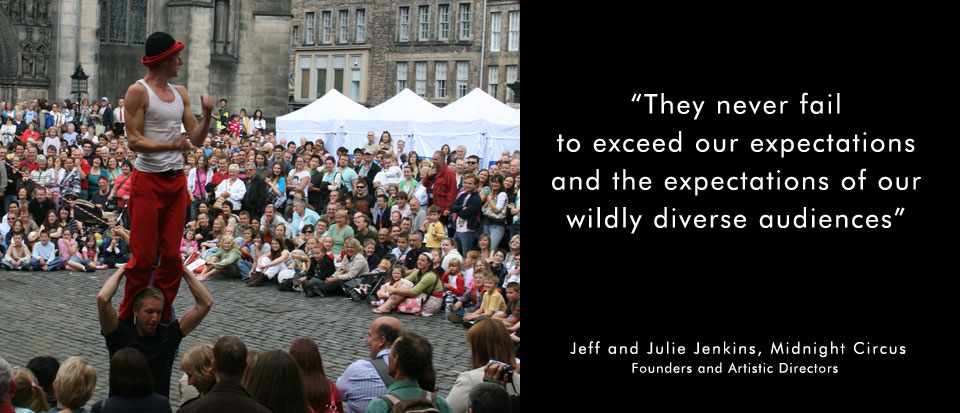 “They never fail
to exceed our expectations
and the expectations of our
wildly diverse audiences”
Jeff and Julie Jenkins, Midnight Circus
Founders and Artistic Directors